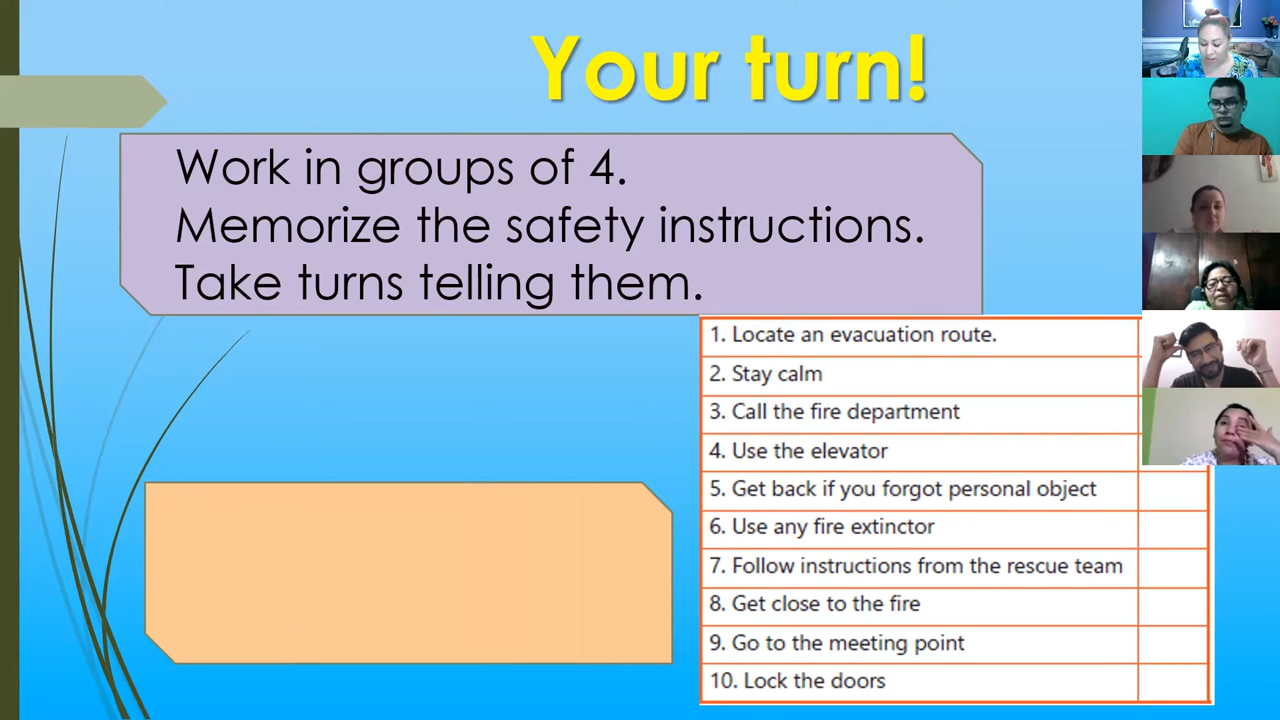 Your turn!
Work in groups of 4.
Memorize the safety instructions.
Take turns telling them.
1. Locate an evacuation route.
2. Stay calm
3. Call the fire department
4. Use the elevator
5. Get back if you forgot personal object
6. Use any fire extinctor
7. Follow instructions from the rescue team
8. Get close to the fire
9. Go to the meeting point
10. Lock the doors